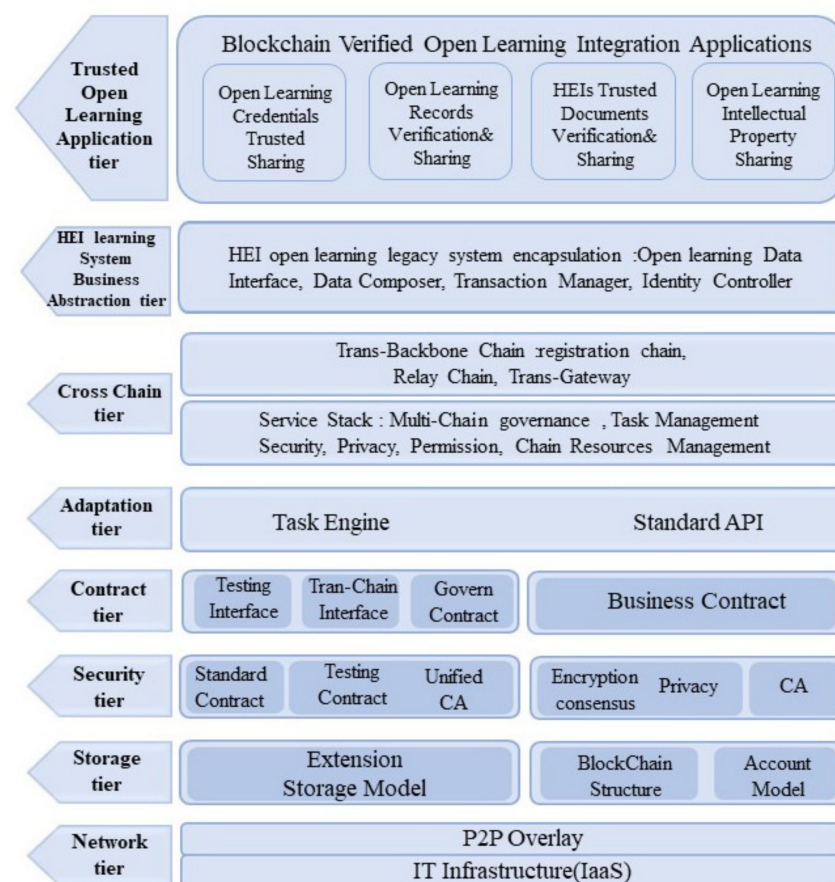 Trusted
Open
Learning
Application
tier
Blockchain Verified Open Learning Integration Applications
Open Learning
Credentials
Trusted
Sharing
Open Learning
Records
Verification&
Sharing
HEIs Trusted
Documents
Verification&
Sharing
Open Learning
Intellectual
Property
Sharing
HEI learning
System
Business
Abstraction tier
HEI open learning legacy system encapsulation :Open learning Data
Interface, Data Composer, Transaction Manager, Identity Controller
Cross Chain
tier
Trans-Backbone Chain :registration chain,
Relay Chain, Trans-Gateway
Service Stack : Multi-Chain governance , Task Management
Security, Privacy, Permission, Chain Resources Management
Adaptation
tier
Task Engine
Standard API
Contract
tier
Testing
Interface
Tran-Chain
Interface
Govern
Contract
Business Contract
Security
tier
Standard
Contract
Testing
Contract
Unified
CA
Encryption
consensus
Privacy
CA
Storage
tier
Extension
Storage Model
BlockChain
Structure
Account
Model
Network
tier
P2P Overlay
IT Infrastructure(IaaS)